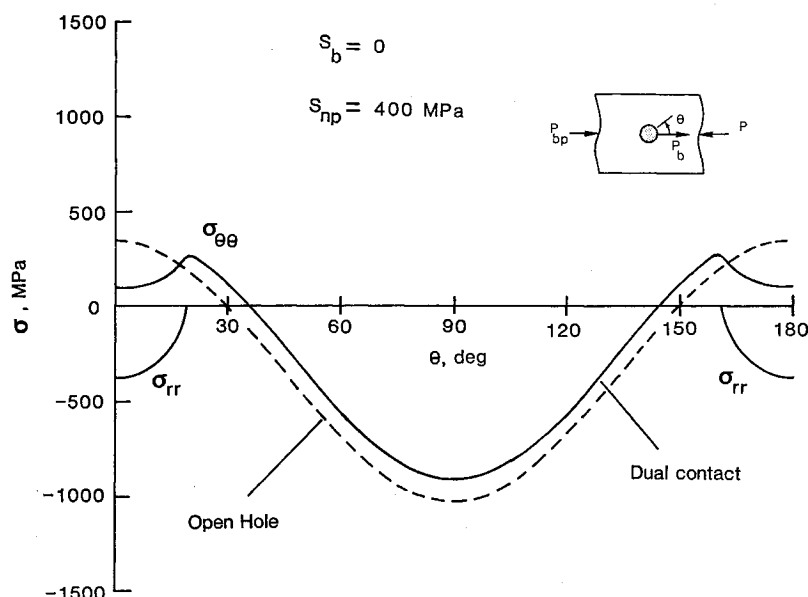 1500
1000
500
0
-500
-1000
-1500
σ, MPa
S_b = 0
S_np = 400 MPa
P_bp
θ
P_b
P
σ_θθ
σ_rr
σ_rr
30
60
90
120
150
180
θ, deg
Open Hole
Dual contact